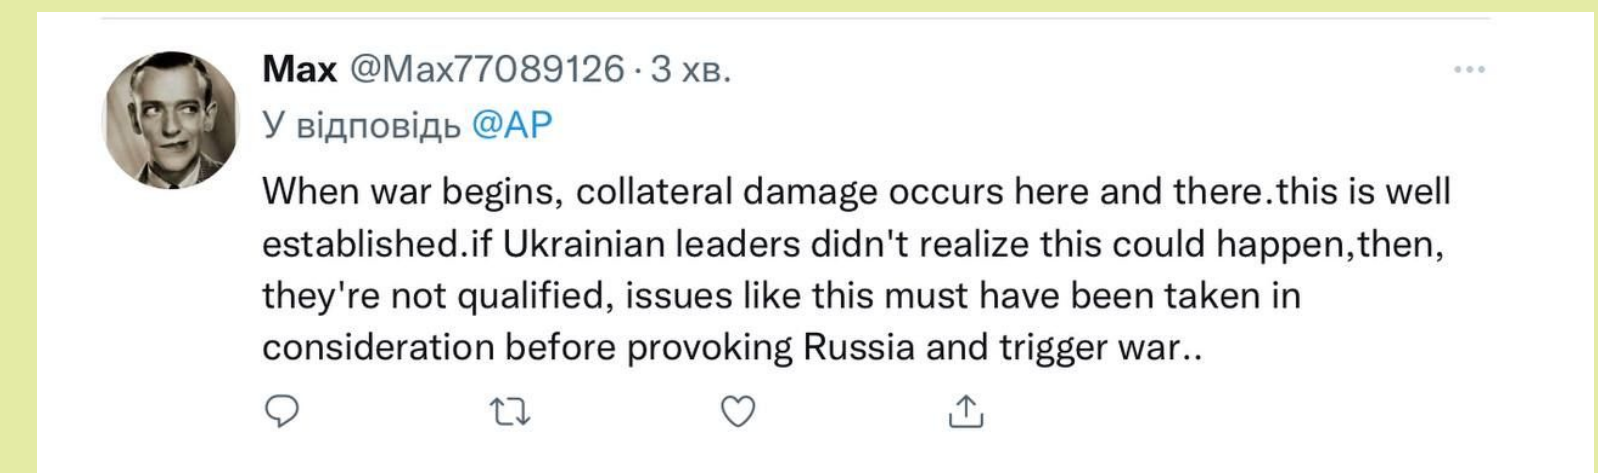 Max @Max77089126 · 3 хв.
У відповідь @AP
When war begins, collateral damage occurs here and there.this is well
established.if Ukrainian leaders didn't realize this could happen,then,
they're not qualified, issues like this must have been taken in
consideration before provoking Russia and trigger war..